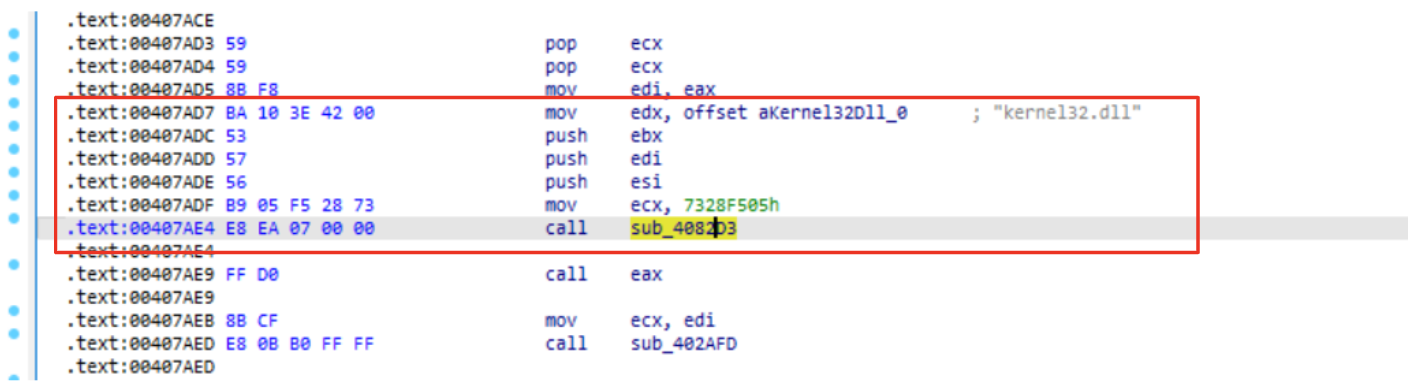 .text:00407ACE
.text:00407AD3 59 pop ecx
.text:00407AD4 59 pop ecx
.text:00407AD5 8B F8 mov edi, eax
.text:00407AD7 BA 10 3E 42 00 mov edx, offset aKernel32Dll_0 ; "kernel32.dll"
.text:00407ADC 53 push ebx
.text:00407ADD 57 push edi
.text:00407ADE 56 push esi
.text:00407ADF B9 05 F5 28 73 mov ecx, 7328F505h
.text:00407AE4 E8 EA 07 00 00 call sub_4082D3
.text:00407AE4
.text:00407AE9 FF D0 call eax
.text:00407AE9
.text:00407AEB 8B CF mov ecx, edi
.text:00407AED E8 0B B0 FF FF call sub_402AFD
.text:00407AED